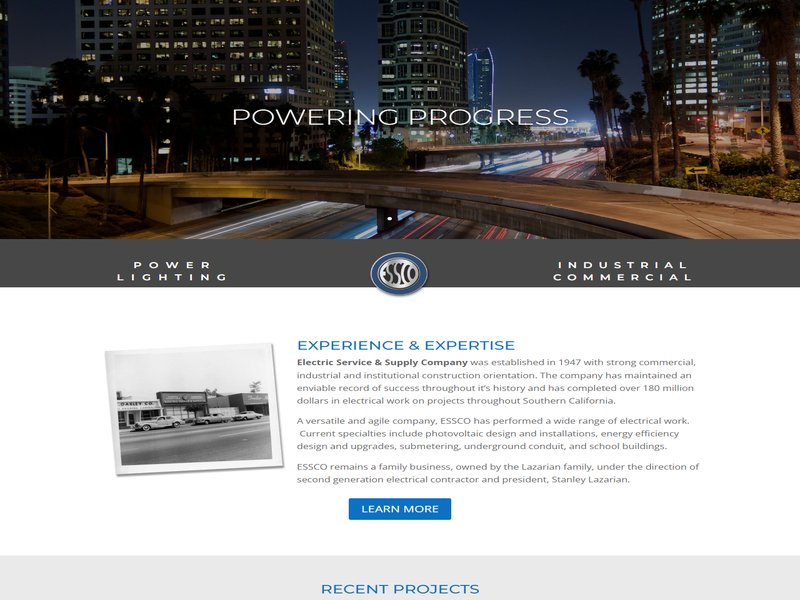 POWERING PROGRESS
POWER
LIGHTING
ESSCO
INDUSTRIAL
COMMERCIAL
EXPERIENCE & EXPERTISE
Electric Service & Supply Company was established in 1947 with strong commercial,
industrial and institutional construction orientation. The company has maintained an
enviable record of success throughout it's history and has completed over 180 million
dollars in electrical work on projects throughout Southern California.
A versatile and agile company, ESSCO has performed a wide range of electrical work.
Current specialties include photovoltaic design and installations, energy efficiency
design and upgrades, submetering, underground conduit, and school buildings.
ESSCO remains a family business, owned by the Lazarian family, under the direction of
second generation electrical contractor and president, Stanley Lazarian.
LEARN MORE
RECENT PROJECTS